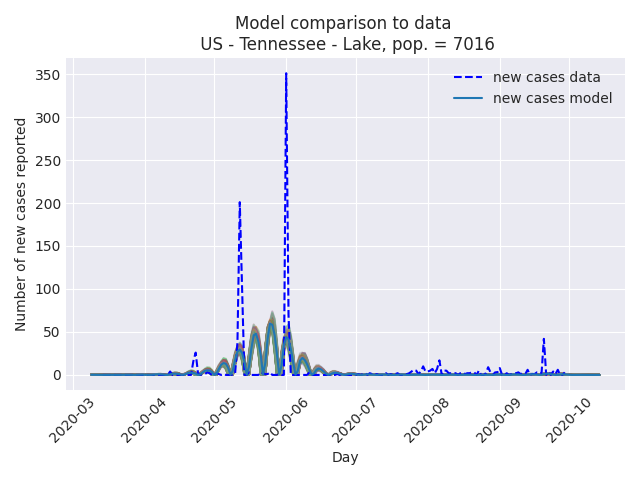 Model comparison to data
US - Tennessee - Lake, pop. = 7016
new cases data
new cases model
Number of new cases reported
350
300
250
200
150
100
50
0
2020-03
2020-04
2020-05
2020-06
2020-07
2020-08
2020-09
2020-10
Day